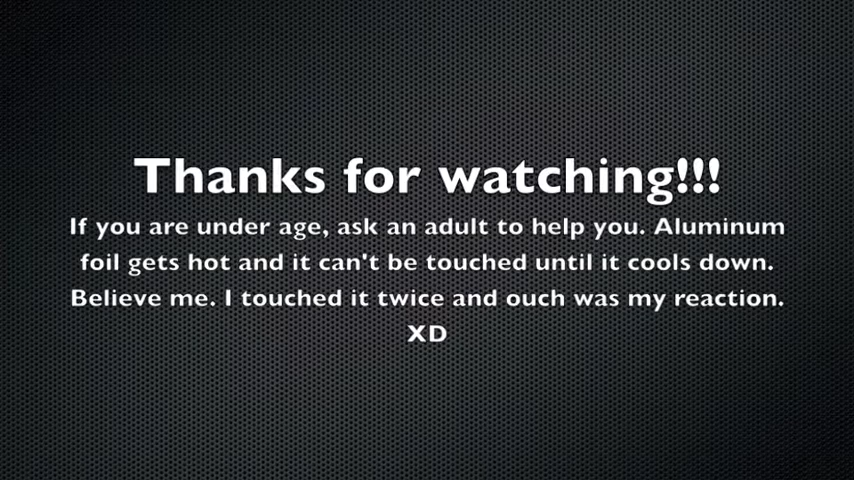 Thanks for watching!!!
If you are under age, ask an adult to help you. Aluminum
foil gets hot and it can't be touched until it cools down.
Believe me. I touched it twice and ouch was my reaction.
XD